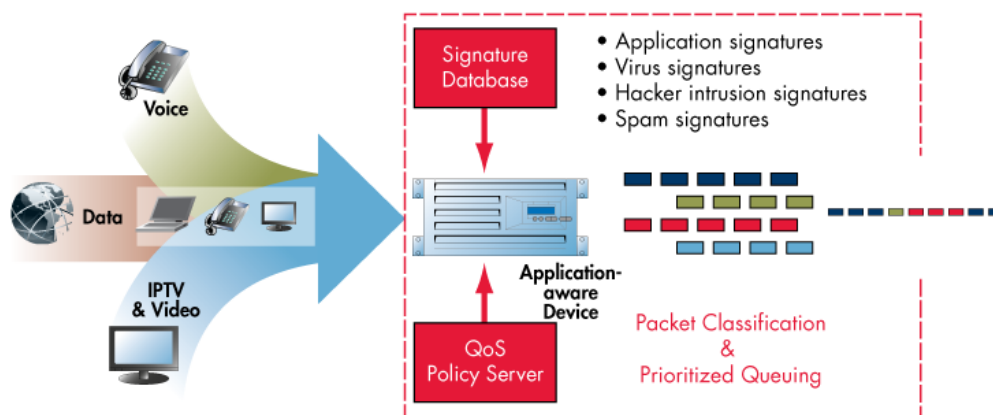 Voice
Data
IPTV
& Video
Signature
Database
• Application signatures
• Virus signatures
• Hacker intrusion signatures
• Spam signatures
Application-
aware
Device
QoS
Policy Server
Packet Classification
&
Prioritized Queuing